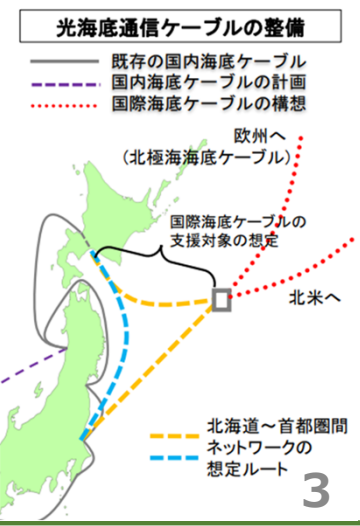 光海底通信ケーブルの整備
既存の国内海底ケーブル
国内海底ケーブルの計画
国際海底ケーブルの構想
欧州へ
(北極海海底ケーブル)
国際海底ケーブルの
支援対象の想定
北米へ
北海道～首都圏間
ネットワークの
想定ルート
3